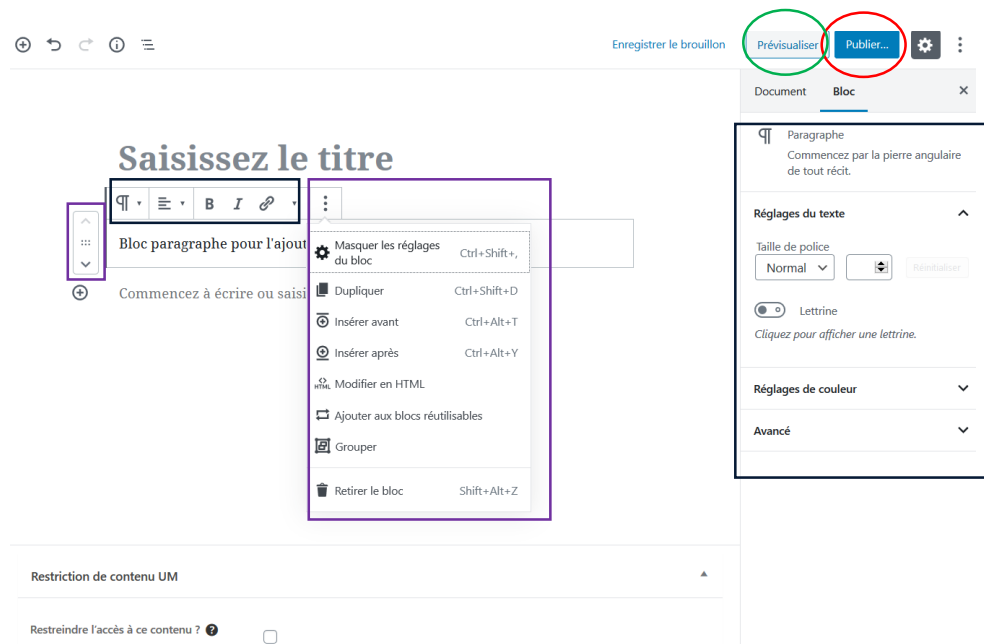 Enregistrer le brouillon
Prévisualiser
Publier...
Document
Bloc
Paragraphe
Commencez par la pierre angulaire
de tout récit.
Saisissez le titre
B I
Bloc paragraphe pour l'ajout
Masquer les réglages
du bloc
Ctrl+Shift+,
Dupliquer
Ctrl+Shift+D
Insérer avant
Ctrl+Alt+T
Insérer après
Ctrl+Alt+Y
HTML
Modifier en HTML
Ajouter aux blocs réutilisables
Grouper
Retirer le bloc
Shift+Alt+Z
Commencez à écrire ou saisi
Réglages du texte
Taille de police
Normal
Réinitialiser
Lettrine
Cliquez pour afficher une lettrine.
Réglages de couleur
Avancé
Restriction de contenu UM
Restreindre l'accès à ce contenu ?